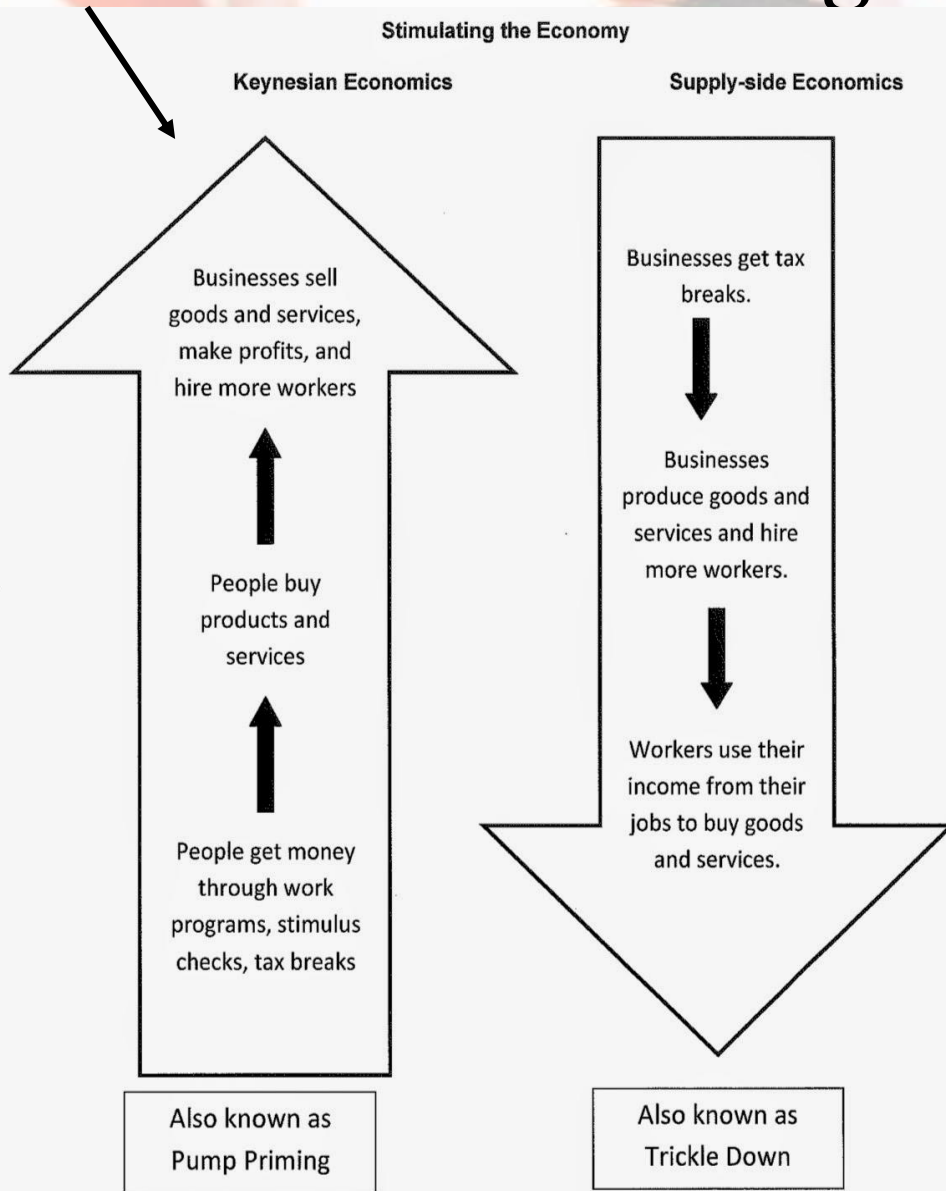 Stimulating the Economy
Keynesian Economics
Supply-side Economics
Businesses sell
goods and services,
make profits, and
hire more workers
People buy
products and
services
People get money
through work
programs, stimulus
checks, tax breaks
Also known as
Pump Priming
Businesses get tax
breaks.
Businesses
produce goods and
services and hire
more workers.
Workers use their
income from their
jobs to buy goods
and services.
Also known as
Trickle Down